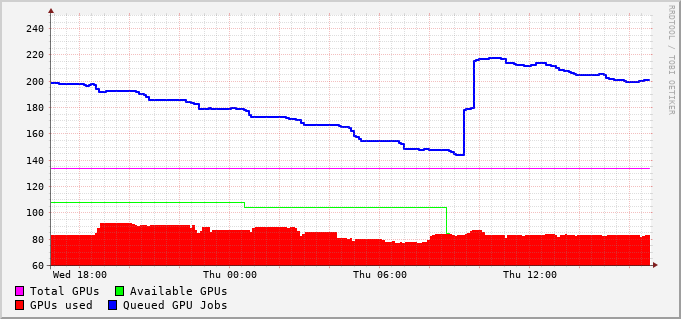 RRDTOOL / TOBI OETIKER
240
220
200
180
160
140
120
100
80
60
Wed 18:00 Thu 00:00 Thu 06:00 Thu 12:00
Total GPUs Available GPUs
GPUs used Queued GPU Jobs